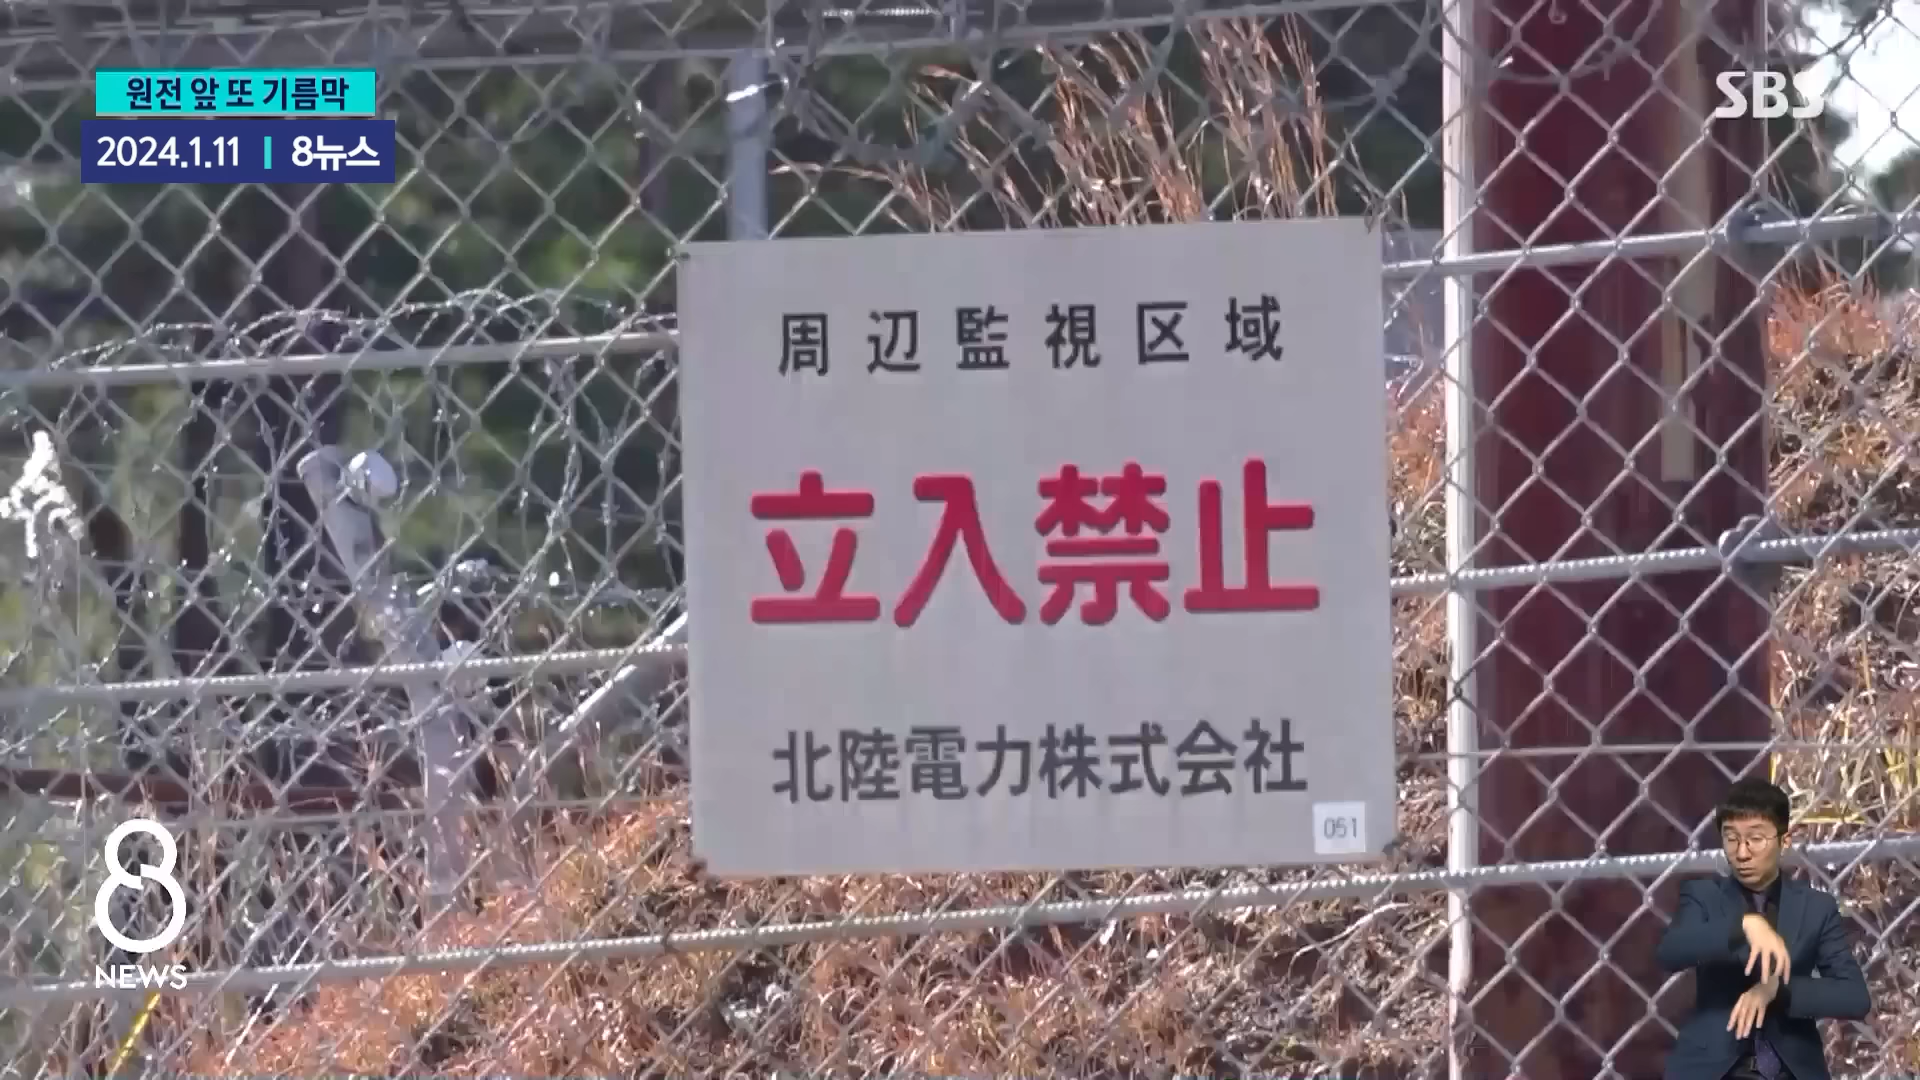 원전 앞 또 기름막
2024.1.11 | 8뉴스
SBS
周辺監視区域
立入禁止
北陸電力株式会社
051
8
NEWS